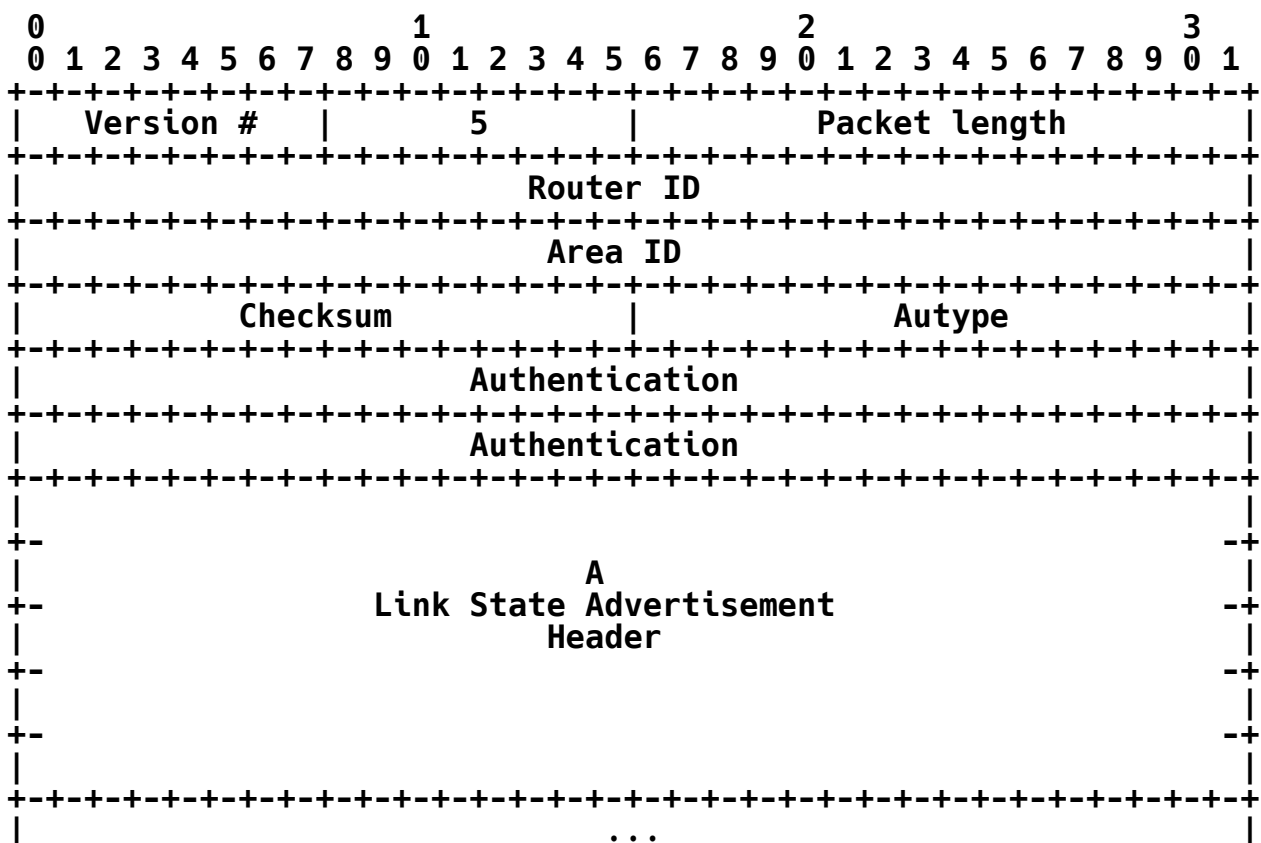 0                   1                   2                   3
 0 1 2 3 4 5 6 7 8 9 0 1 2 3 4 5 6 7 8 9 0 1 2 3 4 5 6 7 8 9 0 1
+-+-+-+-+-+-+-+-+-+-+-+-+-+-+-+-+-+-+-+-+-+-+-+-+-+-+-+-+-+-+-+-+
|   Version #   |       5       |         Packet length         |
+-+-+-+-+-+-+-+-+-+-+-+-+-+-+-+-+-+-+-+-+-+-+-+-+-+-+-+-+-+-+-+-+
|                          Router ID                            |
+-+-+-+-+-+-+-+-+-+-+-+-+-+-+-+-+-+-+-+-+-+-+-+-+-+-+-+-+-+-+-+-+
|                           Area ID                             |
+-+-+-+-+-+-+-+-+-+-+-+-+-+-+-+-+-+-+-+-+-+-+-+-+-+-+-+-+-+-+-+-+
|           Checksum            |             Autype            |
+-+-+-+-+-+-+-+-+-+-+-+-+-+-+-+-+-+-+-+-+-+-+-+-+-+-+-+-+-+-+-+-+
|                       Authentication                          |
+-+-+-+-+-+-+-+-+-+-+-+-+-+-+-+-+-+-+-+-+-+-+-+-+-+-+-+-+-+-+-+-+
|                       Authentication                          |
+-+-+-+-+-+-+-+-+-+-+-+-+-+-+-+-+-+-+-+-+-+-+-+-+-+-+-+-+-+-+-+-+
|                                                               |
+-                                                             -+
|                             A                                 |
+-                 Link State Advertisement                    -+
|                           Header                              |
+-                                                             -+
|                                                               |
+-                                                             -+
|                                                               |
+-+-+-+-+-+-+-+-+-+-+-+-+-+-+-+-+-+-+-+-+-+-+-+-+-+-+-+-+-+-+-+-+
|                              ...                              |